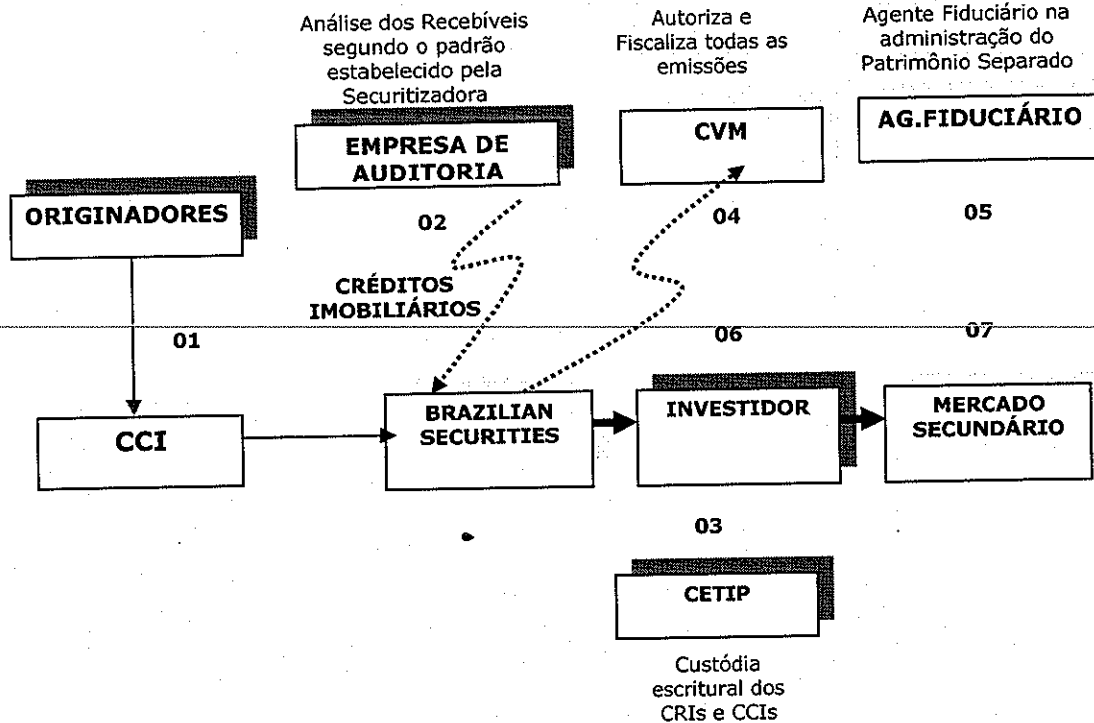 Análise dos Recebíveis
segundo o padrão
estabelecido pela
Securitizadora
Autoriza e
Fiscaliza todas as
emissões
Agente Fiduciário na
administração do
Patrimônio Separado
EMPRESA DE
AUDITORIA
CVM
AG.FIDUCIÁRIO
ORIGINADORES
02
04
05
CRÉDITOS
IMOBILIÁRIOS
01
06
07
CCI
BRAZILIAN
SECURITIES
INVESTIDOR
MERCADO
SECUNDÁRIO
03
CETIP
Custódia
escritural dos
CRIs e CCIs